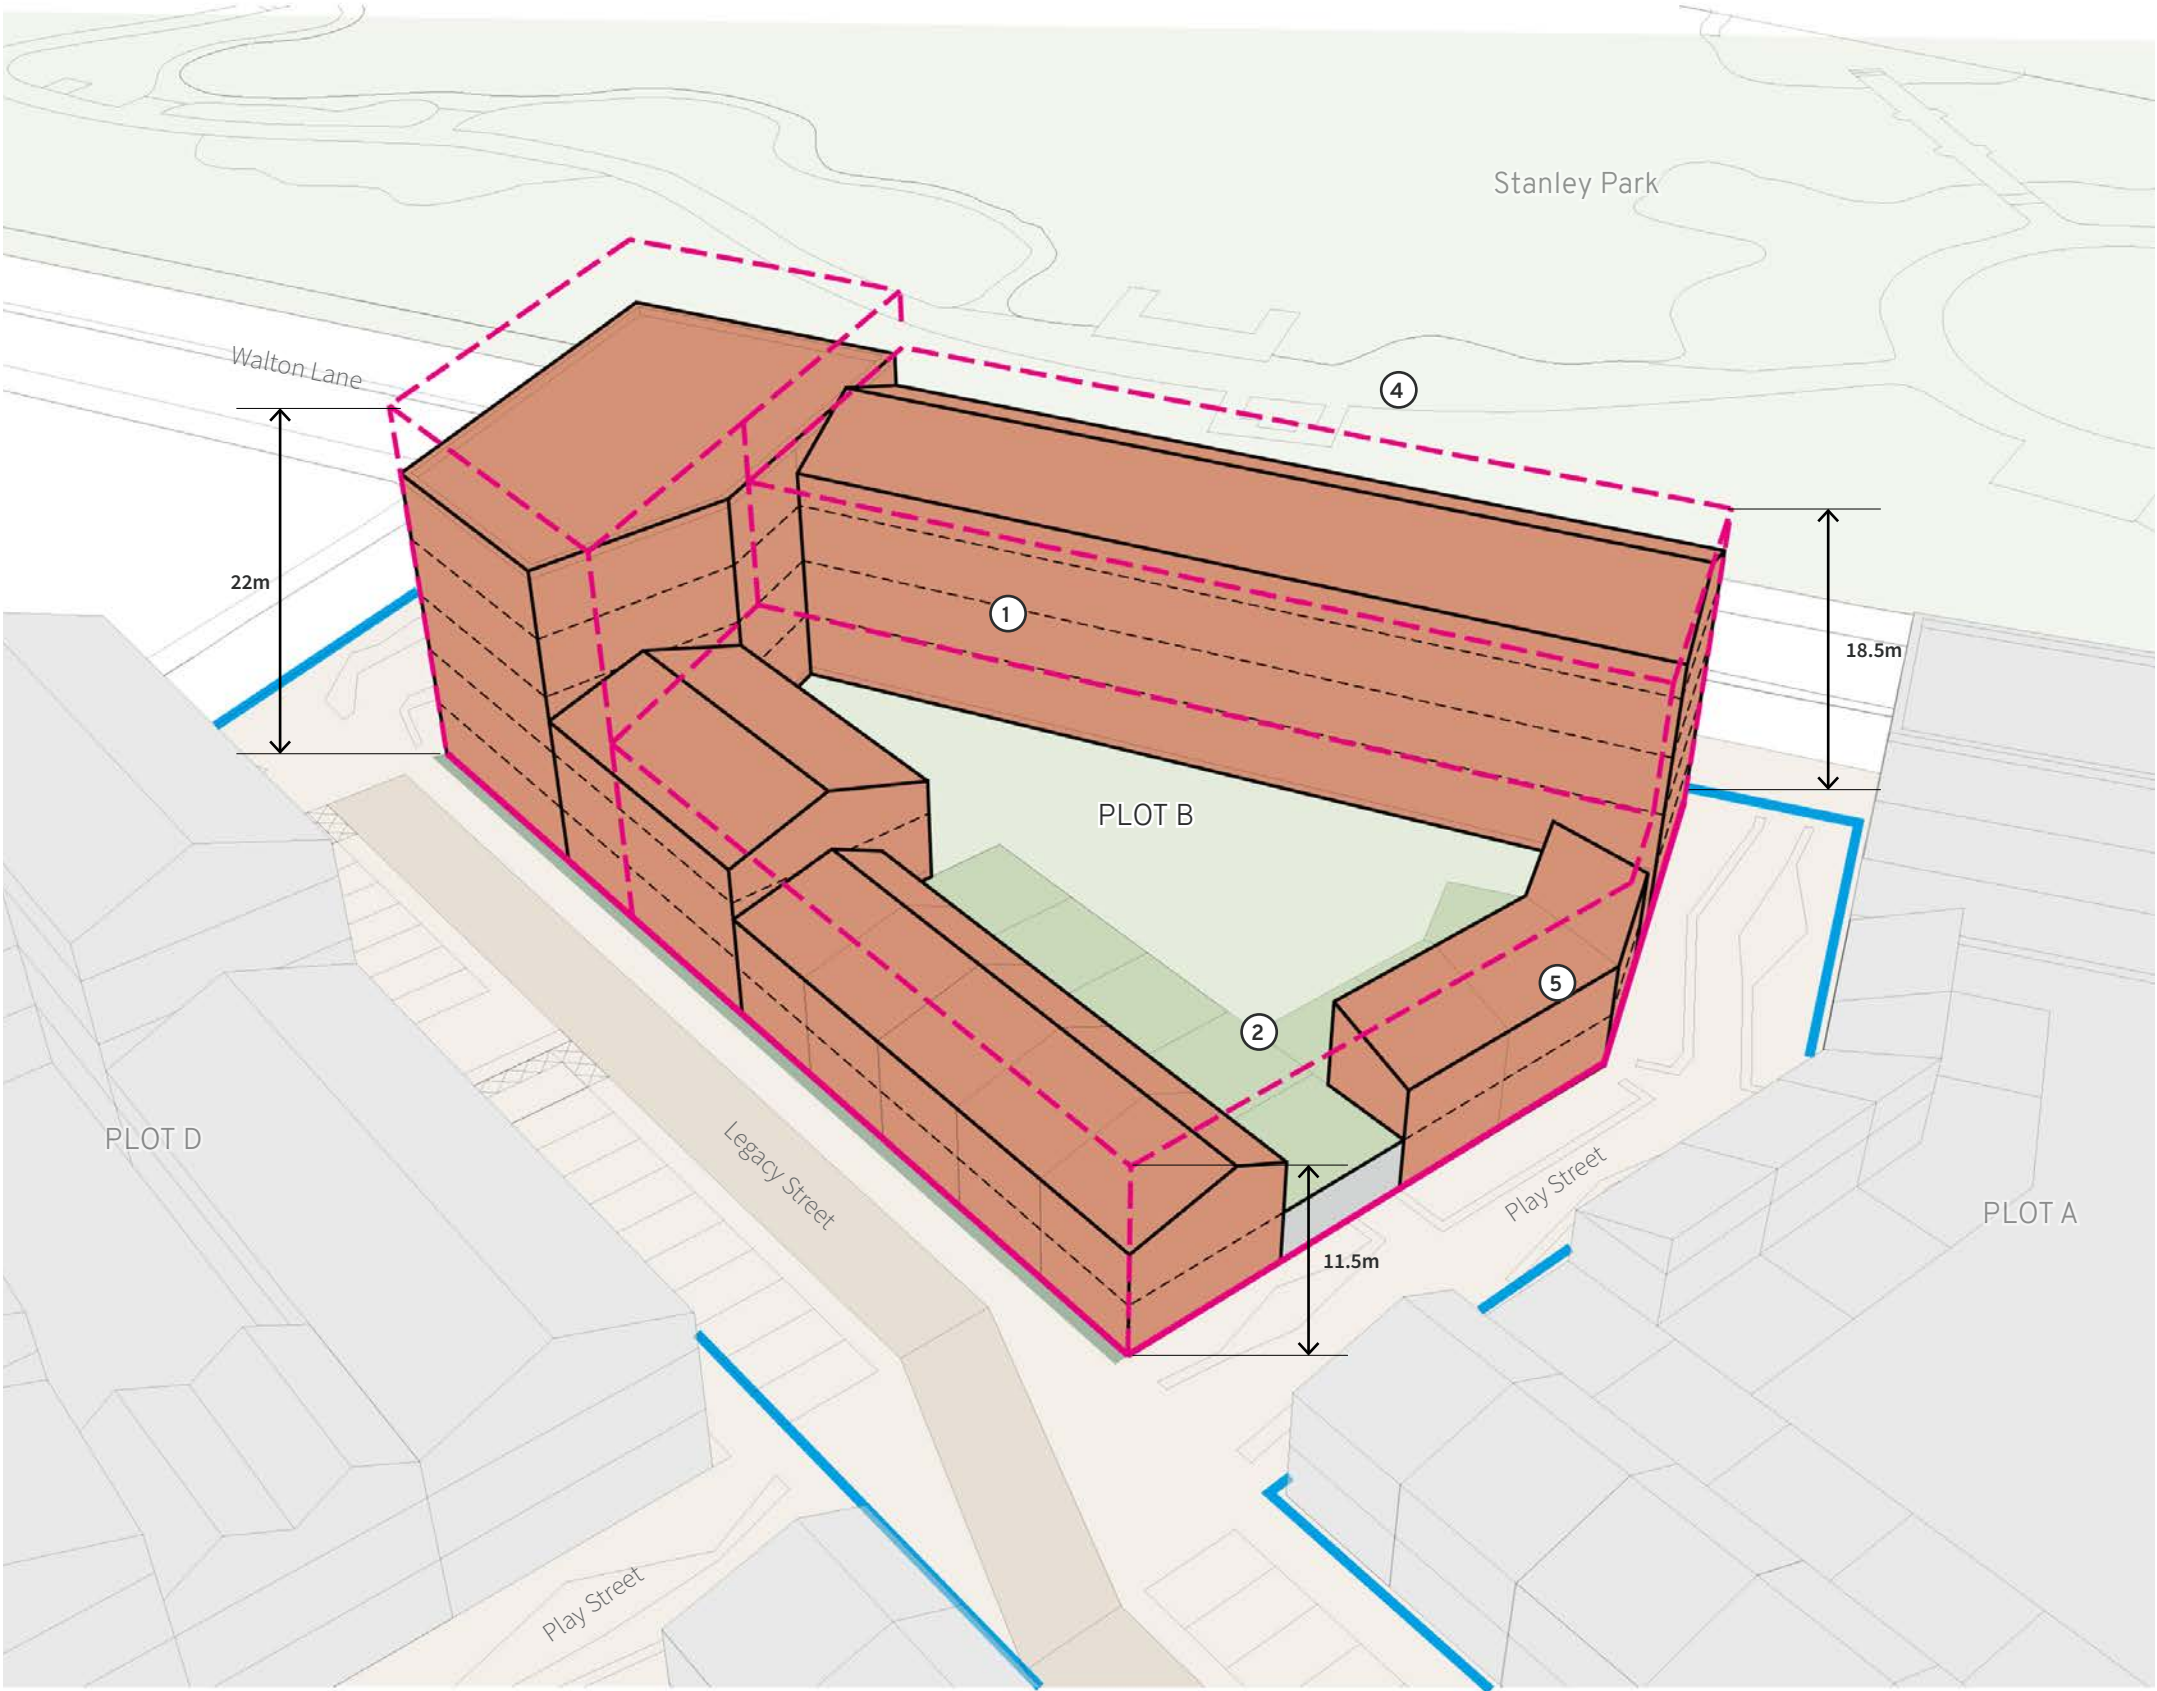 Stanley Park
Walton Lane
4
22m
1
18.5m
PLOT B
5
2
PLOT D
Legacy Street
Play Street
PLOT A
11.5m
Play Street